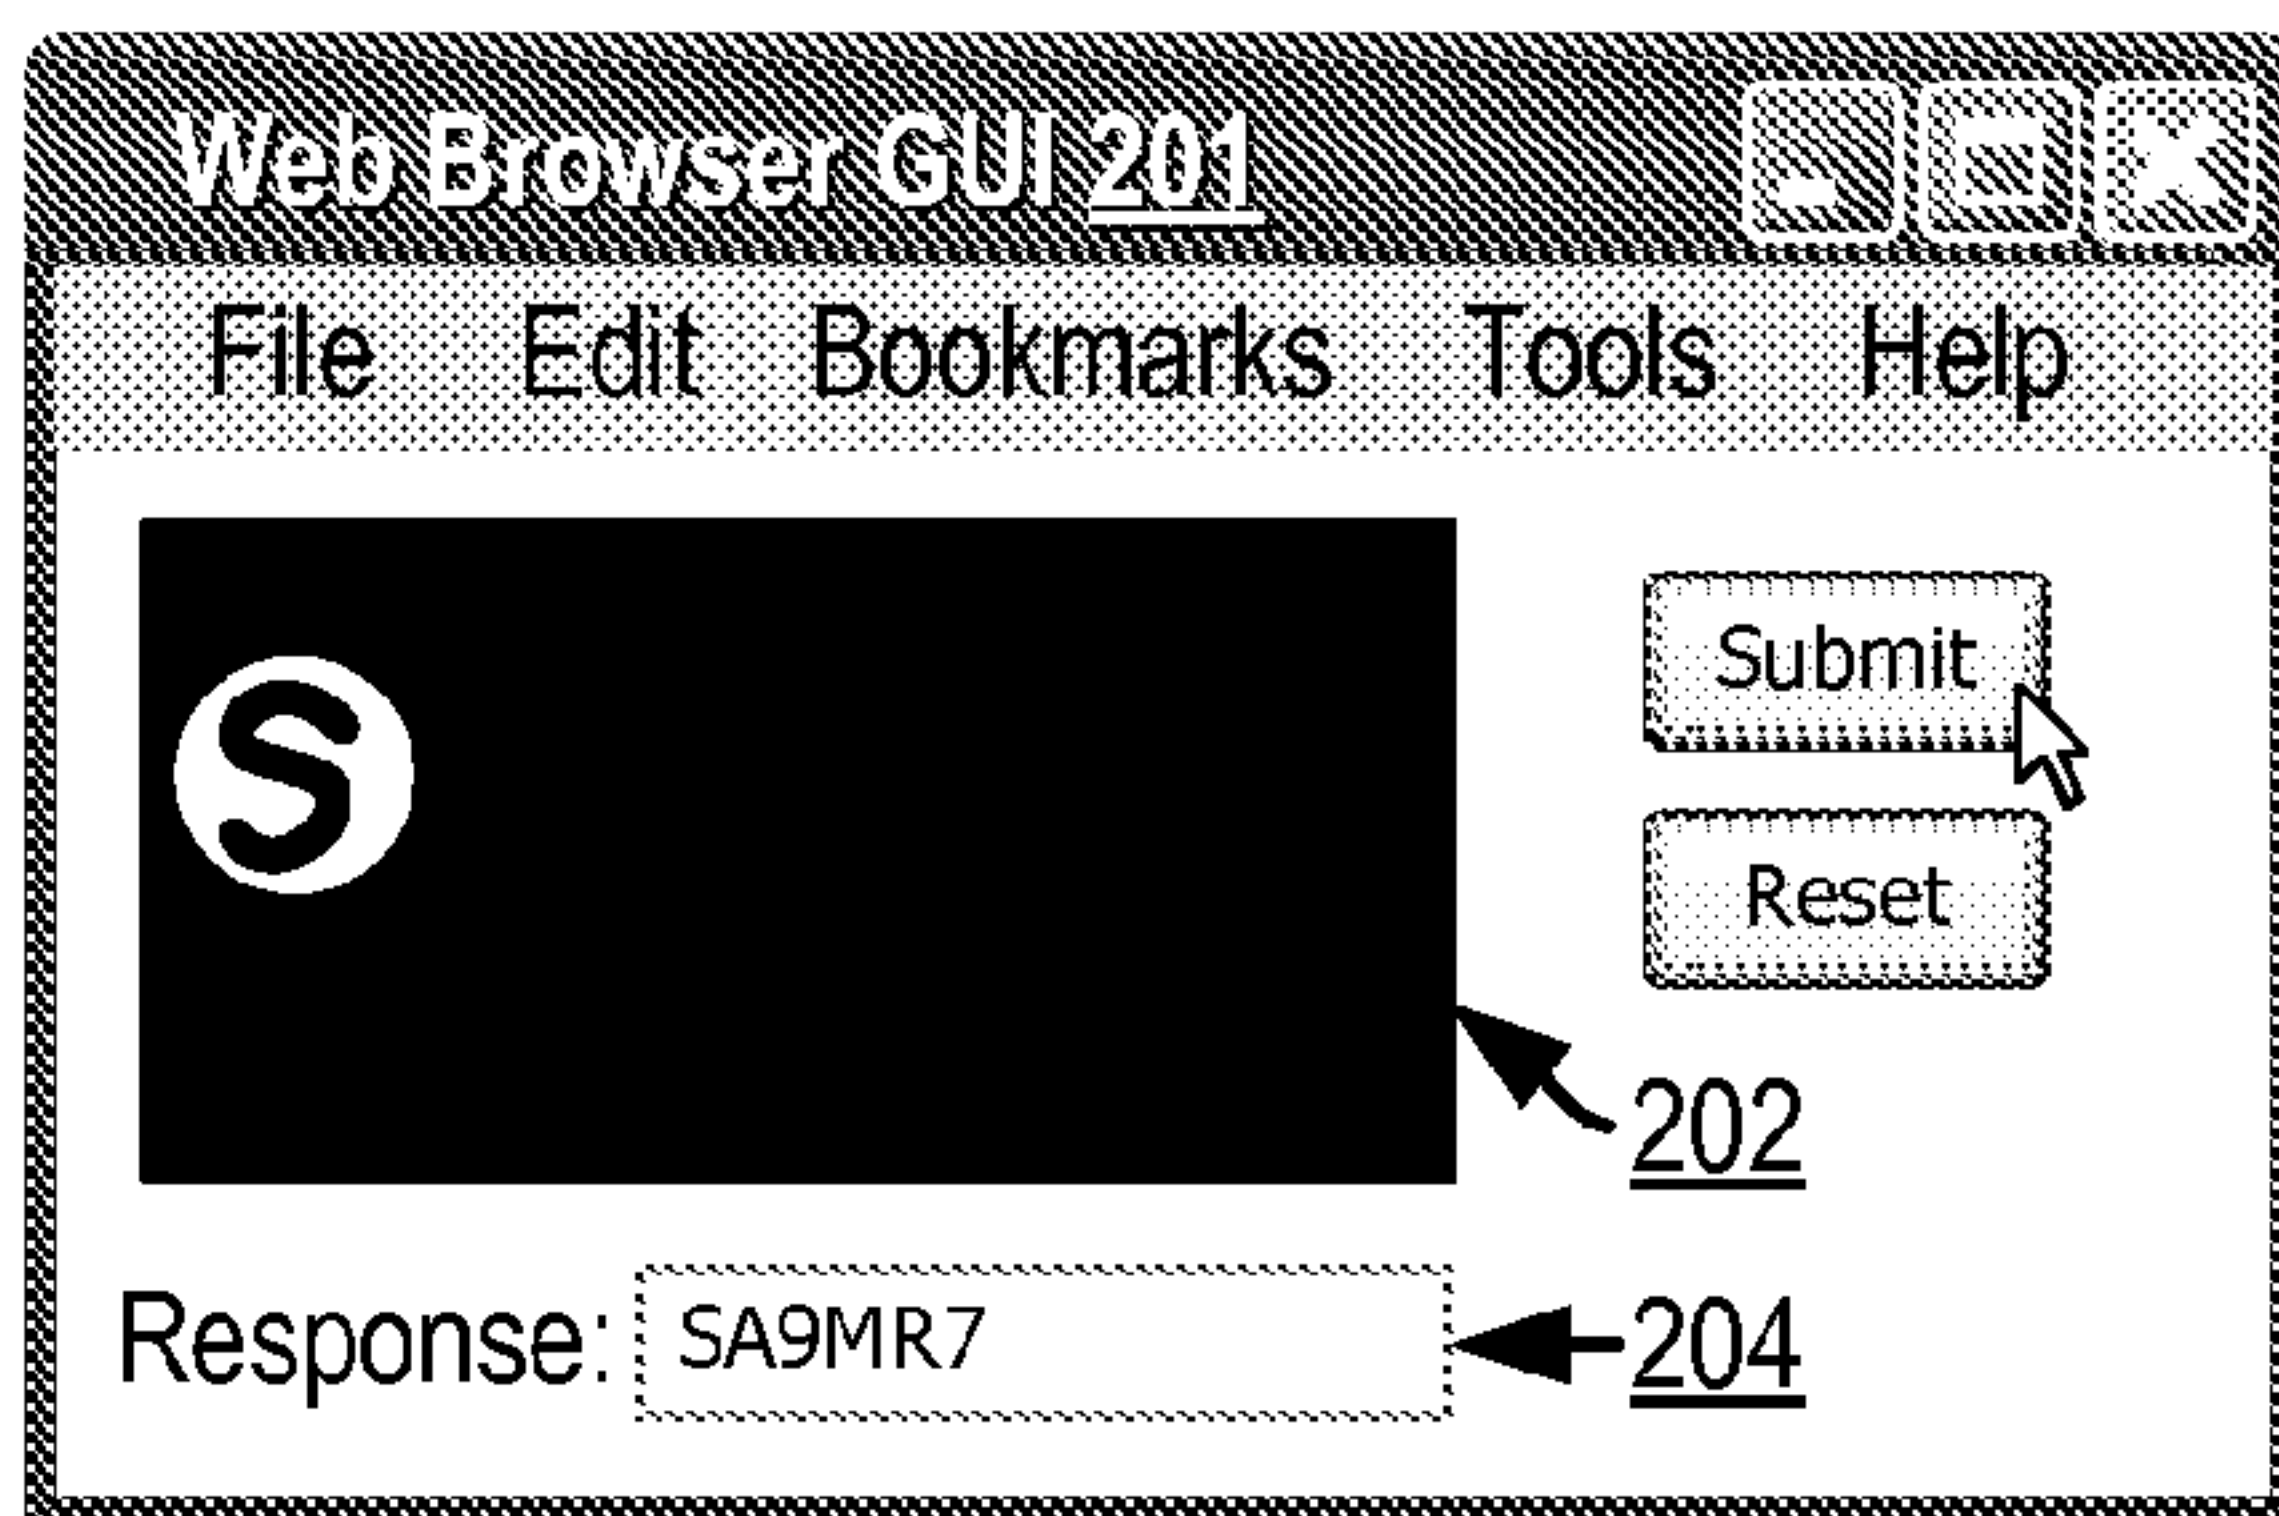 Web Browser GUI 201
File Edit Bookmarks Tools Help
S
Submit
Reset
202
Response: SA9MR7 204